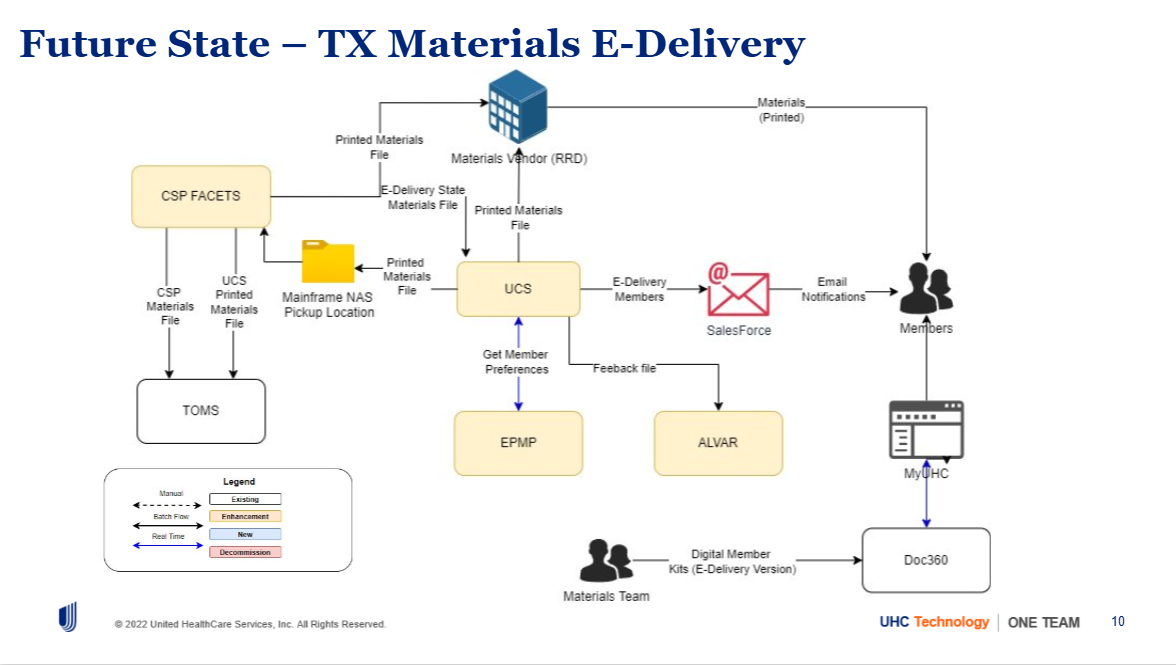 Future State – TX Materials E-Delivery
Materials
(Printed)
Printed Materials
File
Materials Vendor (RRD)
CSP FACETS
E-Delivery State
Materials File
Printed Materials
File
Printed
Materials
File
UCS
E-Delivery
Members
Email
Notifications
CSP
Materials
File
UCS
Printed
Materials
File
Mainframe NAS
Pickup Location
@
SalesForce
Members
Get Member
Preferences
Feeback file
TOMS
EPMP
ALVAR
MyUHC
Legend
Manual
Existing
Batch Flow
Enhancement
Real Time
New
Decommission
Digital Member
Kits (E-Delivery Version)
Doc360
Materials Team
© 2022 United HealthCare Services, Inc. All Rights Reserved.
UHC Technology | ONE TEAM
10